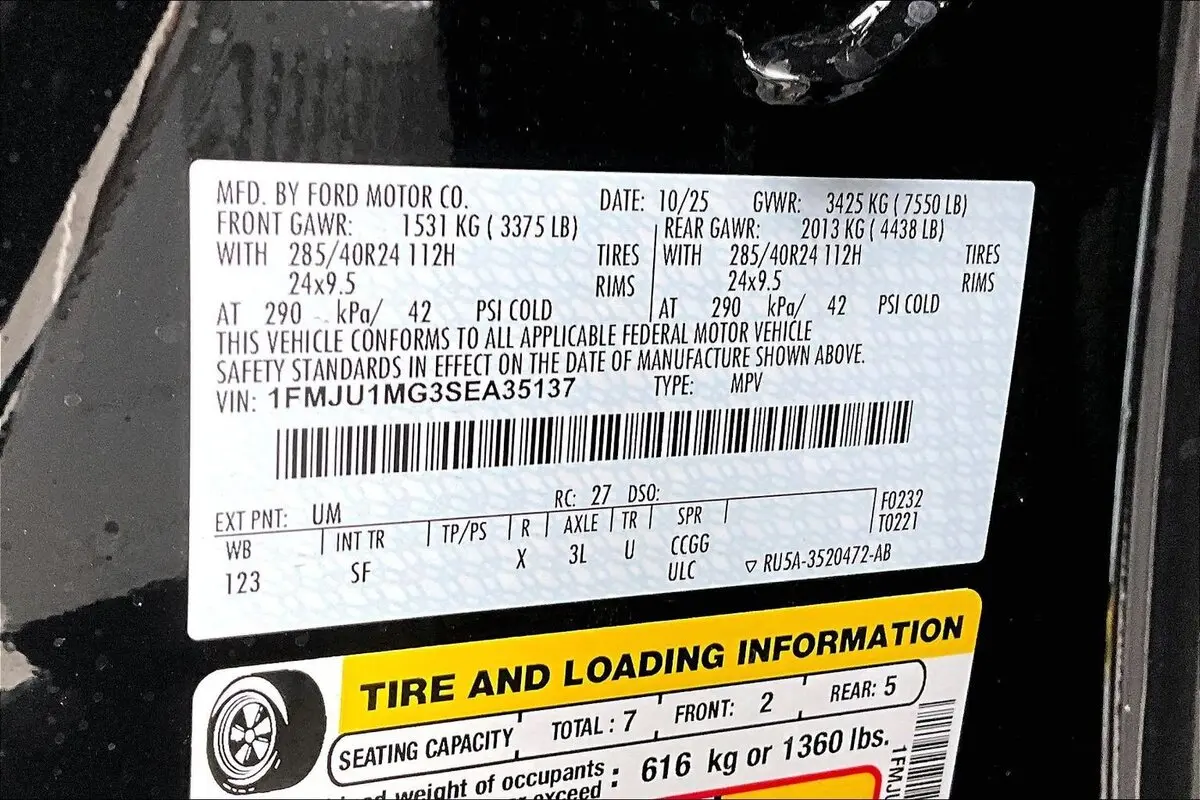 MFD. BY FORD MOTOR CO. DATE: 10/25 GVWR: 3425 KG ( 7550 LB)
FRONT GAWR: 1531 KG ( 3375 LB) REAR GAWR: 2013 KG ( 4438 LB)
WITH 285/40R24 112H TIRES WITH 285/40R24 112H TIRES
24x9.5 RIMS 24x9.5 RIMS
AT 290 kPa/ 42 PSI COLD AT 290 kPa/ 42 PSI COLD
THIS VEHICLE CONFORMS TO ALL APPLICABLE FEDERAL MOTOR VEHICLE
SAFETY STANDARDS IN EFFECT ON THE DATE OF MANUFACTURE SHOWN ABOVE.
VIN: 1FMJU1MG3SEA35137 TYPE: MPV
EXT PNT: UM RC: 27 DSO: F0232
WB INT TR TP/PS R AXLE TR SPR T0221
123 SF X 3L U CCGG
ULC RU5A-3520472-AB
TIRE AND LOADING INFORMATION
SEATING CAPACITY TOTAL : 7 FRONT: 2 REAR: 5
weight of occupants : 616 kg or 1360 lbs.
exceed
1FMJU